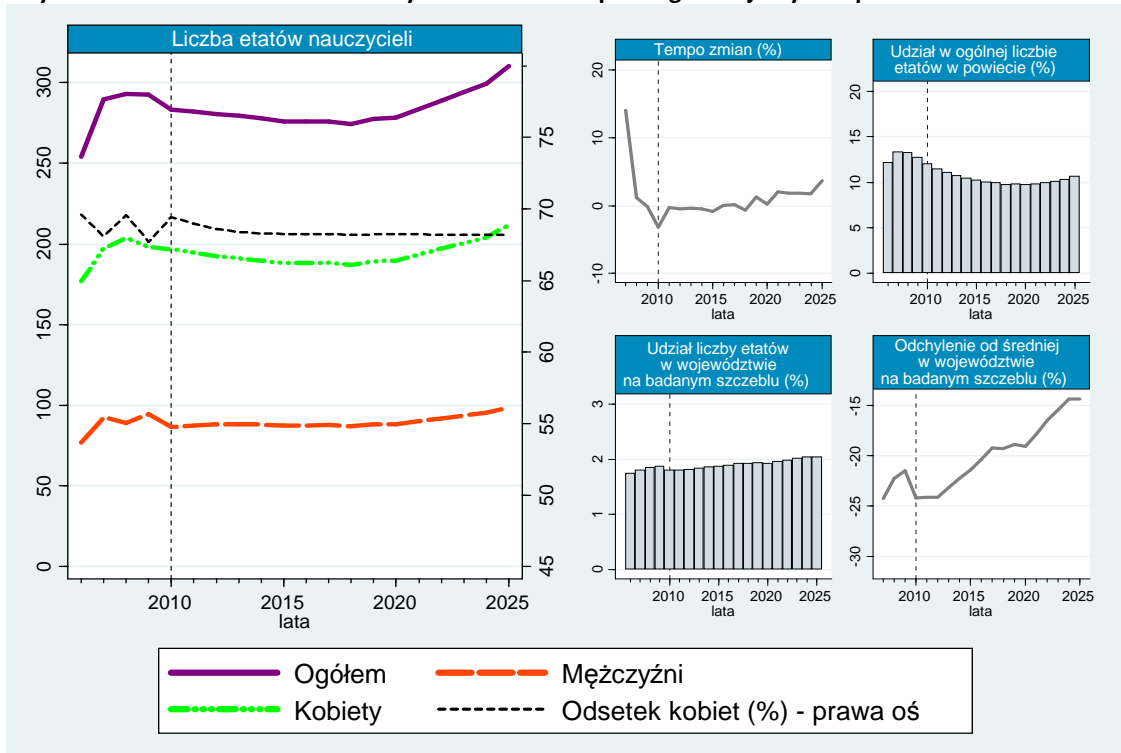 Liczba etatów nauczycieli
0 50 100 150 200 250 300
45 50 55 60 65 70 75
2010 2015 2020 2025
lata
Tempo zmian (%)
-10 0 10 20
2010 2015 2020 2025
lata
Udział w ogólnej liczbie
etatów w powiecie (%)
0 5 10 15 20
2010 2015 2020 2025
lata
Udział liczby etatów
w województwie
na badanym szczeblu (%)
0 1 2 3
2010 2015 2020 2025
lata
Odchylenie od średniej
w województwie
na badanym szczeblu (%)
-30 -25 -20 -15
2010 2015 2020 2025
lata
Ogółem
Mężczyźni
Kobiety
Odsetek kobiet (%) - prawa oś